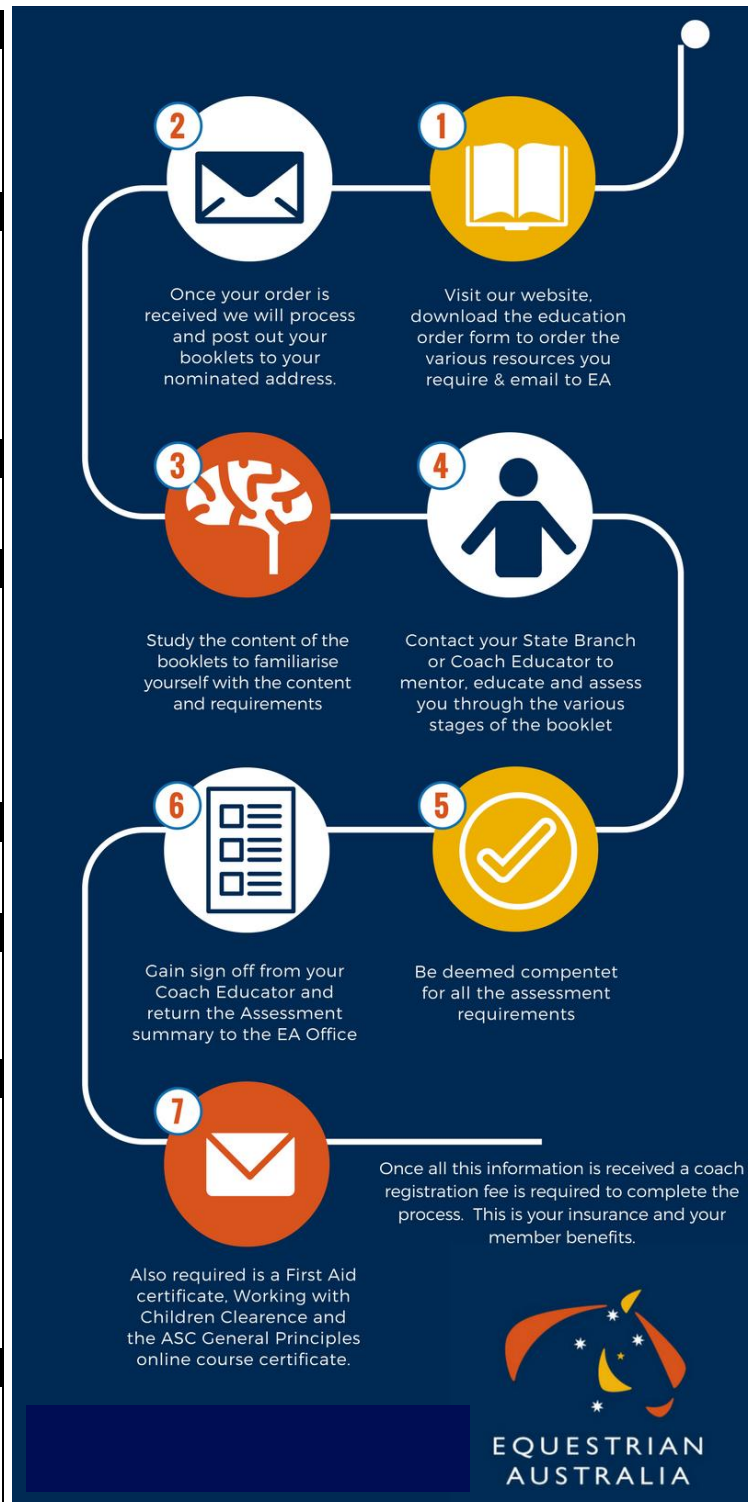 1
Visit our website,
download the education
order form to order the
various resources you
require & email to EA
2
Once your order is
received we will process
and post out your
booklets to your
nominated address.
3
Study the content of the
booklets to familiarise
yourself with the content
and requirements
4
Contact your State Branch
or Coach Educator to
mentor, educate and assess
you through the various
stages of the booklet
5
Be deemed compentet
for all the assessment
requirements
6
Gain sign off from your
Coach Educator and
return the Assessment
summary to the EA Office
7
Also required is a First Aid
certificate, Working with
Children Clearence and
the ASC General Principles
online course certificate.
Once all this information is received a coach
registration fee is required to complete the
process. This is your insurance and your
member benefits.
EQUESTRIAN
AUSTRALIA